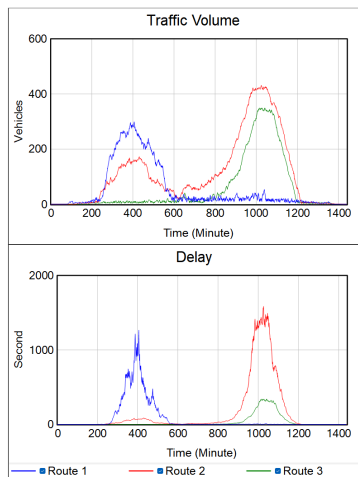 Traffic Volume
600
400
200
0
Vehicles
0 200 400 600 800 1000 1200 1400
Time (Minute)
Delay
2000
1000
0
Second
0 200 400 600 800 1000 1200 1400
Time (Minute)
Route 1 Route 2 Route 3